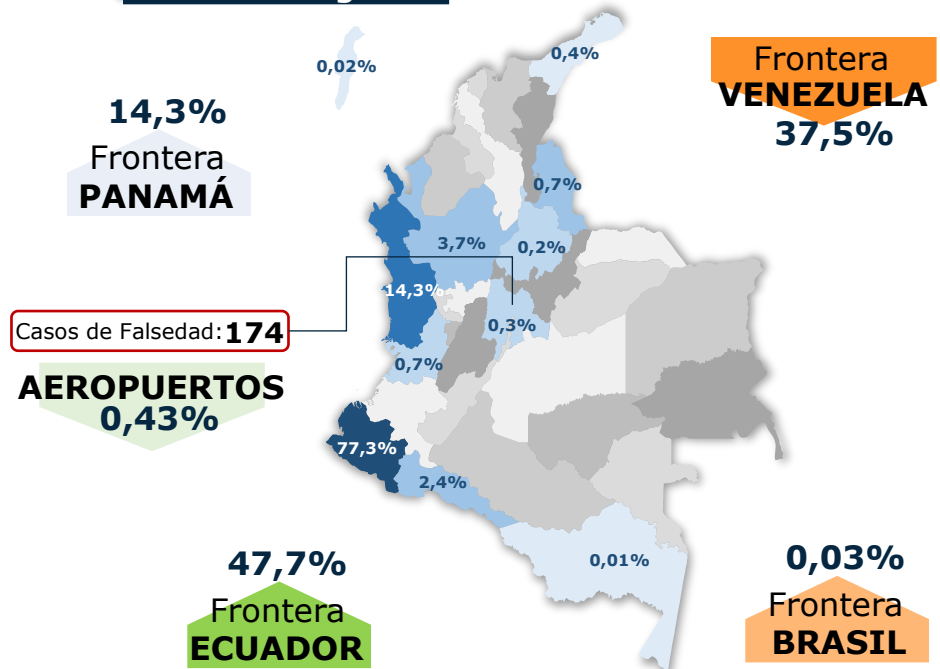 0,02%
0,4%
Frontera
VENEZUELA
37,5%
14,3%
Frontera
PANAMÁ
0,7%
3,7%
0,2%
14,3%
Casos de Falsedad: 174
0,3%
0,7%
AEROPUERTOS
0,43%
77,3%
2,4%
0,01%
47,7%
Frontera
ECUADOR
0,03%
Frontera
BRASIL